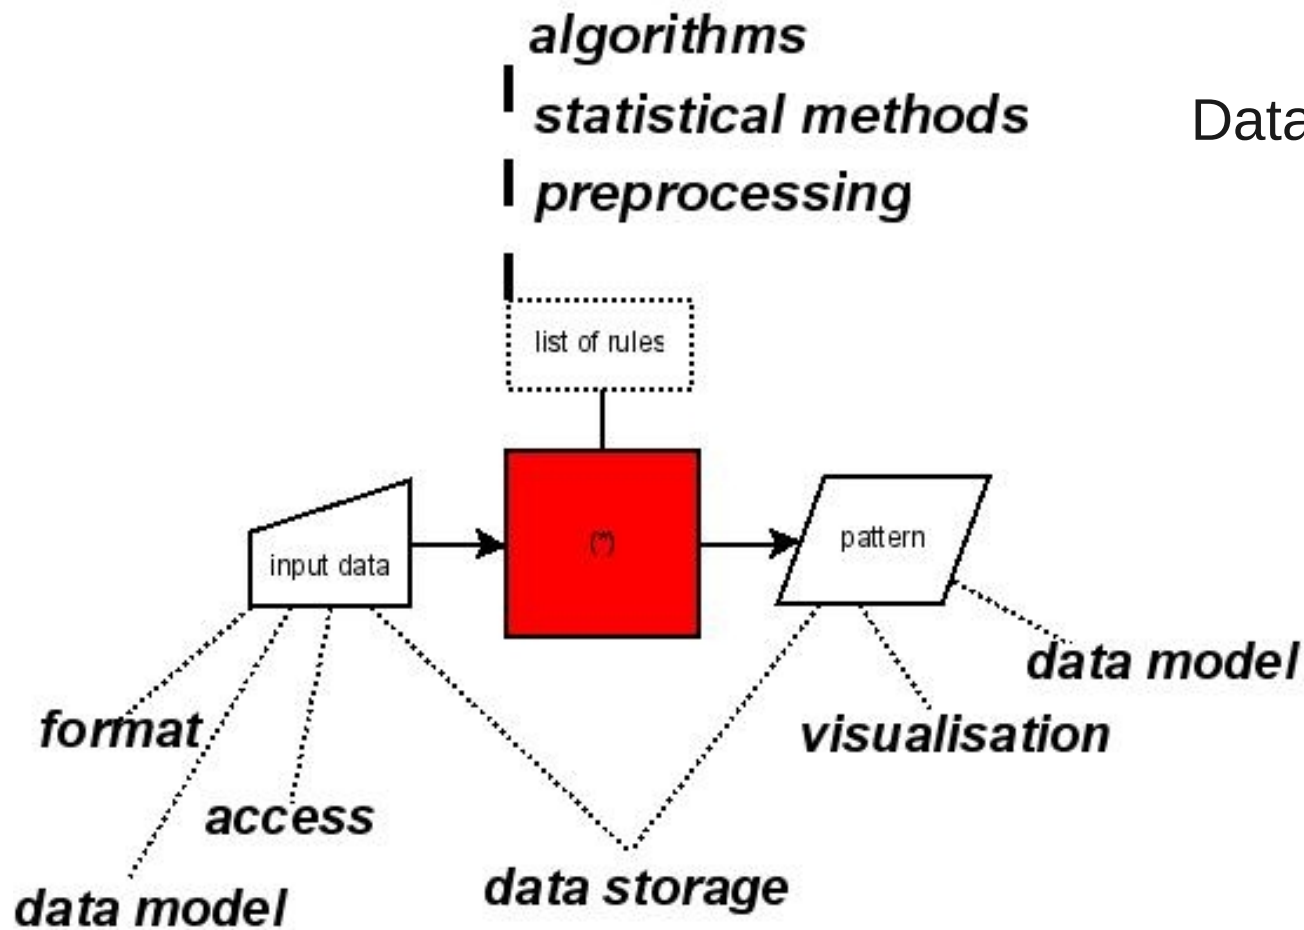 algorithms
statistical methods
Data
preprocessing
list of rules
(*)
pattern
input data
data model
format
visualisation
access
data storage
data model